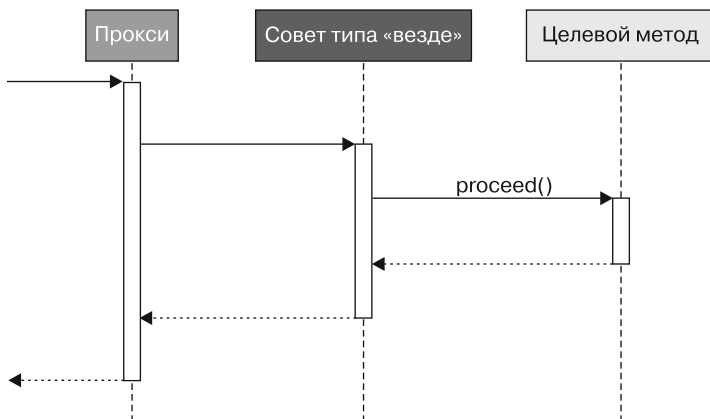 Прокси
Совет типа «везде»
Целевой метод
proceed()